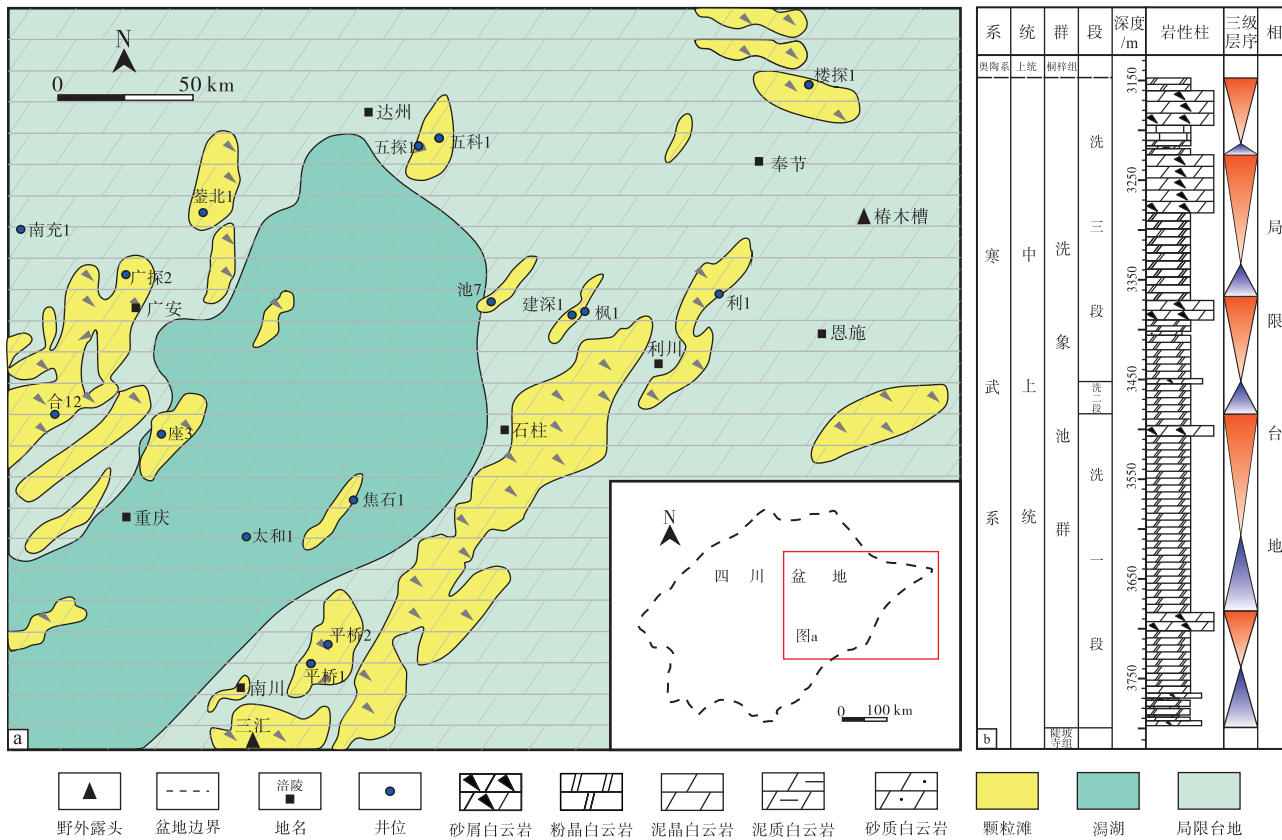 N
0 50 km
达州
五探1
五科1
楼探1
奉节
椿木槽
蓥北1
南充1
广探2
广安
池7
建深1
枫1
利1
利川
恩施
合12
座3
石柱
重庆
太和1
焦石1
平桥2
平桥1
南川
三汇
a
N
四川盆地
图a
0 100 km
系 统 群 段 深度/m 岩性柱 三级层序 相
奥陶系 上统 桐梓组
寒武系
中上统
洗象池群
洗三段
洗二段
洗一段
陡坡寺组
3150
3250
3350
3450
3550
3650
3750
局限台地
b
涪陵
野外露头 盆地边界 地名 井位 砂屑白云岩 粉晶白云岩 泥晶白云岩 泥质白云岩 砂质白云岩 颗粒滩 潟湖 局限台地